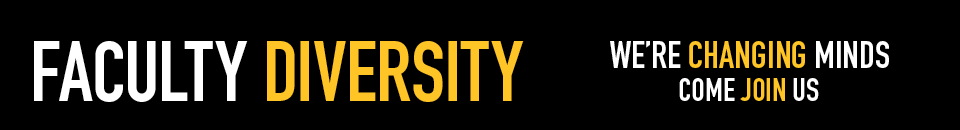 FACULTY DIVERSITY
WE'RE CHANGING MINDS
COME JOIN US